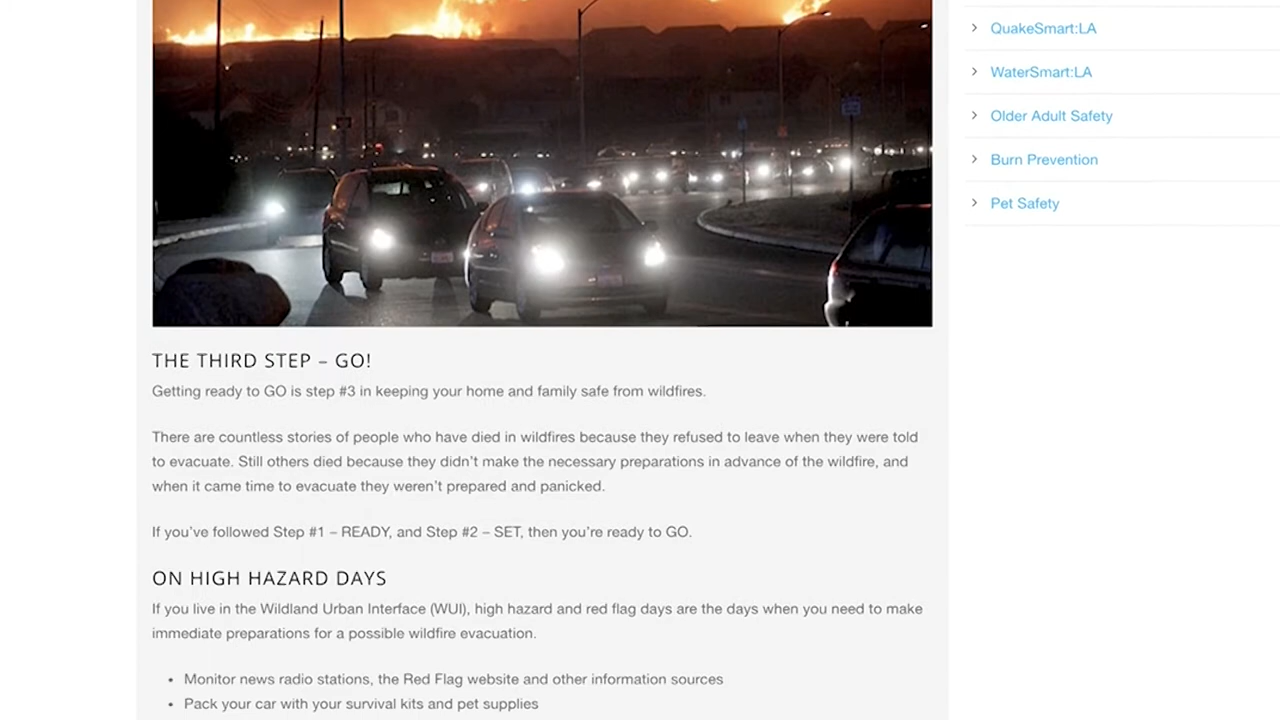 QuakeSmart:LA
WaterSmart:LA
Older Adult Safety
Burn Prevention
Pet Safety
THE THIRD STEP – GO!
Getting ready to GO is step #3 in keeping your home and family safe from wildfires.
There are countless stories of people who have died in wildfires because they refused to leave when they were told
to evacuate. Still others died because they didn't make the necessary preparations in advance of the wildfire, and
when it came time to evacuate they weren't prepared and panicked.
If you've followed Step #1 – READY, and Step #2 – SET, then you're ready to GO.
ON HIGH HAZARD DAYS
If you live in the Wildland Urban Interface (WUI), high hazard and red flag days are the days when you need to make
immediate preparations for a possible wildfire evacuation.
• Monitor news radio stations, the Red Flag website and other information sources
• Pack your car with your survival kits and pet supplies